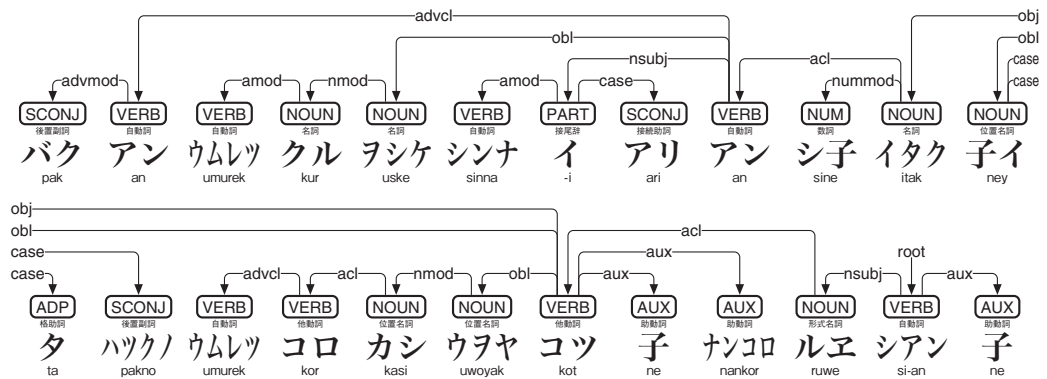 advcl obj
obl obl
advmod amod nmod nsubj amod case acl nummod case
case
SCONJ VERB VERB NOUN NOUN VERB PART SCONJ VERB NUM NOUN NOUN
後置副詞 自動詞 自動詞 名詞 名詞 自動詞 接尾辞 接続助詞 自動詞 数詞 名詞 位置名詞
バク アン ウムレツ クル ヲシケ シンナ イ アリ アン シ子 イタク 子イ
pak an umurek kur uske sinna -i ari an sine itak ney
obj
obl acl
case aux root
case advcl acl nmod obl aux nsubj aux
ADP SCONJ VERB VERB NOUN NOUN VERB AUX AUX NOUN VERB AUX
格助詞 後置副詞 自動詞 他動詞 位置名詞 位置名詞 他動詞 助動詞 助動詞 形式名詞 自動詞 助動詞
タ ハツクノ ウムレツ コロ カシ ウヲヤ コツ 子 ナンコロ ルヱ シアン 子
ta pakno umurek kor kasi uwoyak kot ne nankor ruwe si-an ne